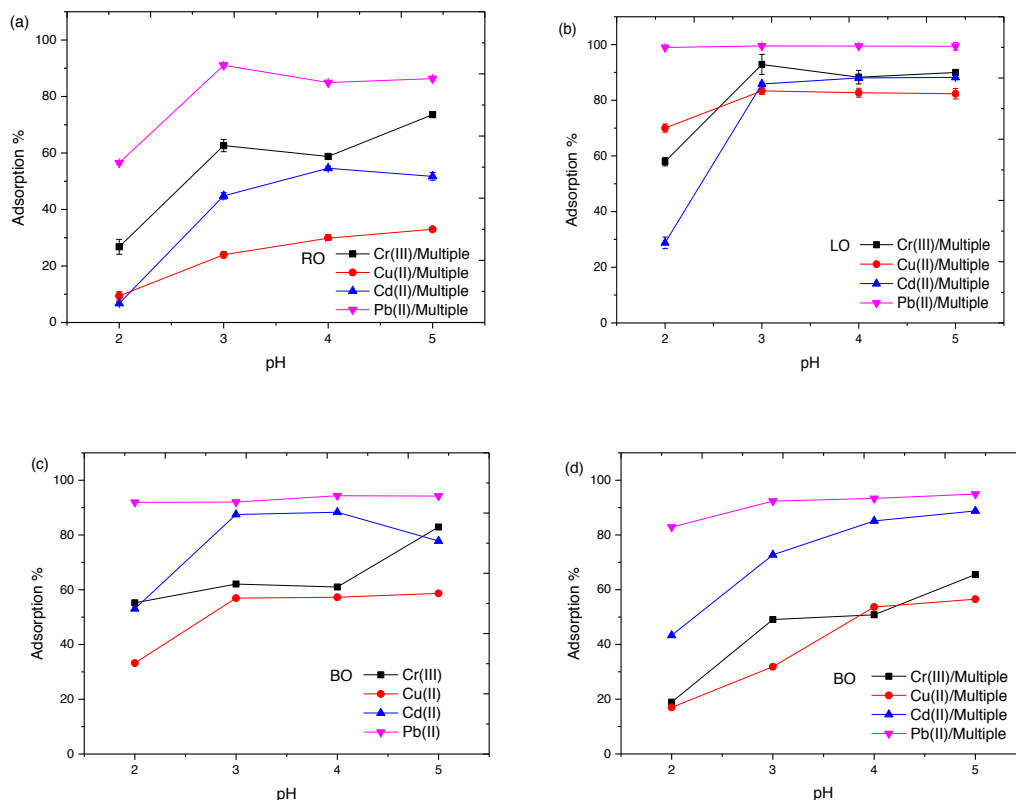 (a)
100
80
60
40
20
0
Adsorption %
RO
Cr(III)/Multiple
Cu(II)/Multiple
Cd(II)/Multiple
Pb(II)/Multiple
2 3 4 5
pH
(b)
100
80
60
40
20
0
Adsorption %
LO
Cr(III)/Multiple
Cu(II)/Multiple
Cd(II)/Multiple
Pb(II)/Multiple
2 3 4 5
pH
(c)
100
80
60
40
20
0
Adsorption %
BO
Cr(III)
Cu(II)
Cd(II)
Pb(II)
2 3 4 5
pH
(d)
100
80
60
40
20
0
Adsorption %
BO
Cr(III)/Multiple
Cu(II)/Multiple
Cd(II)/Multiple
Pb(II)/Multiple
2 3 4 5
pH